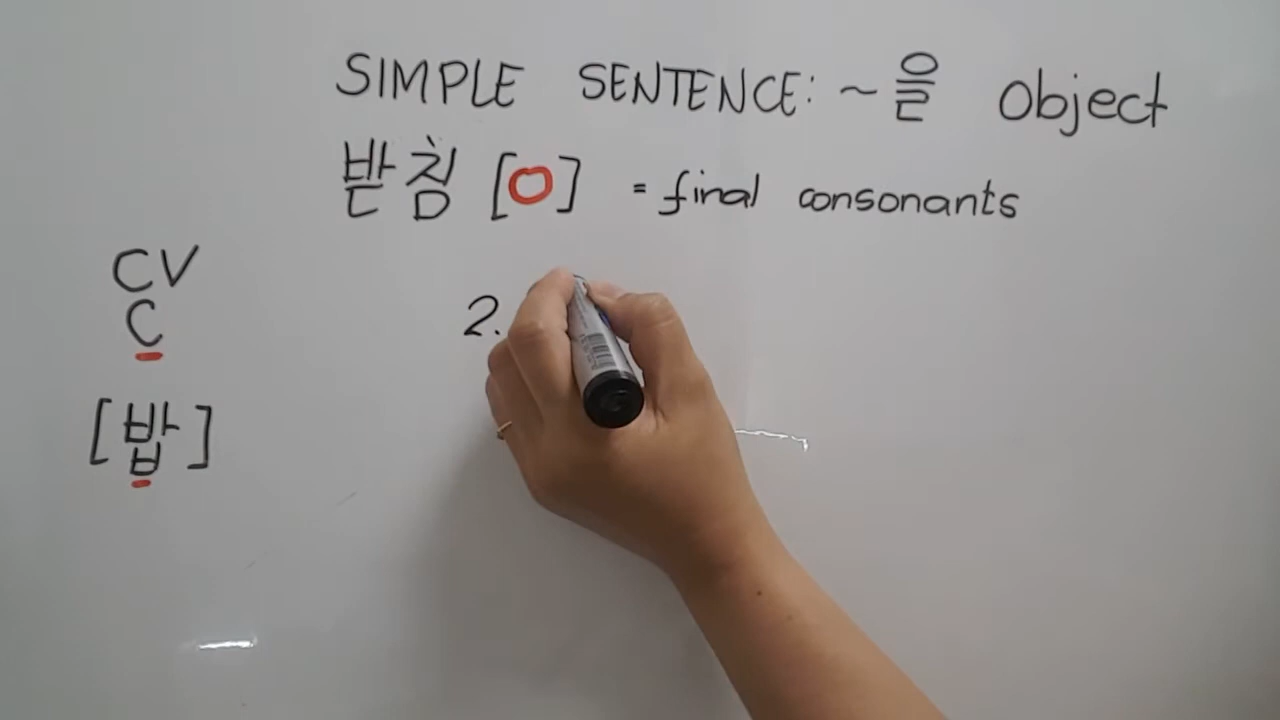 SIMPLE SENTENCE: ~을 Object
받침 [O] = final consonants
CV
C
[밥]
2.